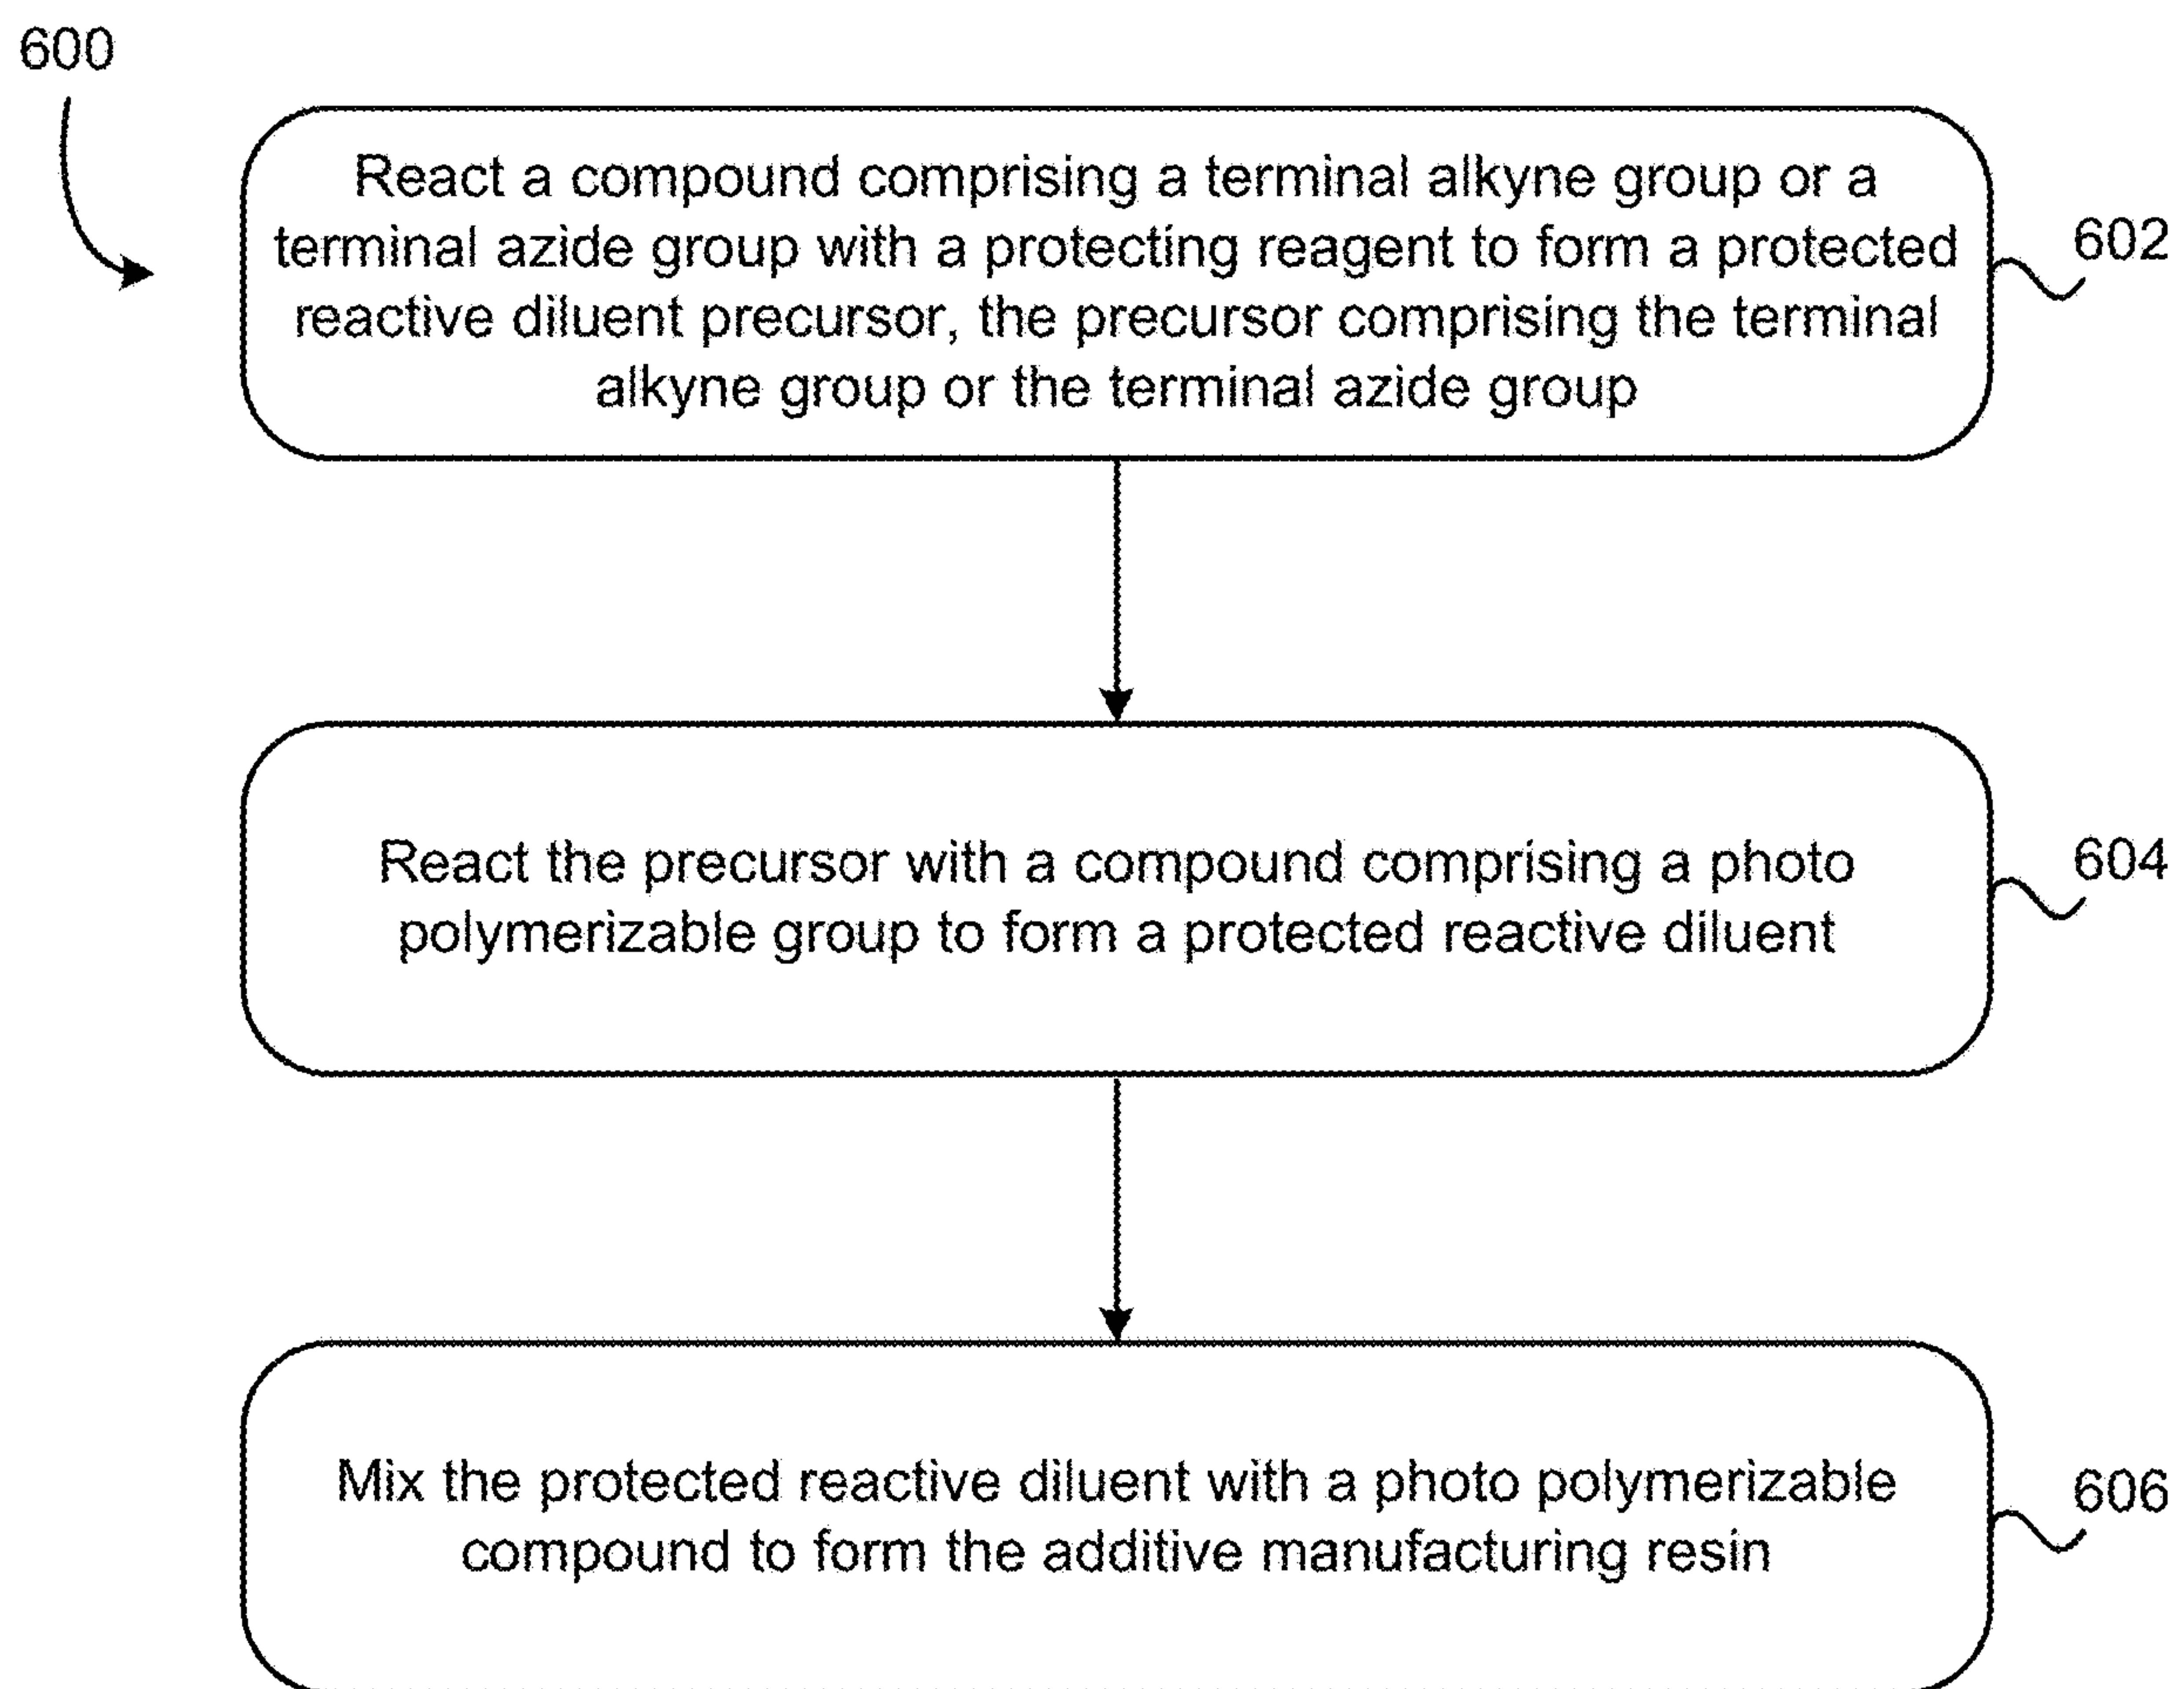 600
React a compound comprising a terminal alkyne group or a
terminal azide group with a protecting reagent to form a protected
reactive diluent precursor, the precursor comprising the terminal
alkyne group or the terminal azide group
602
React the precursor with a compound comprising a photo
polymerizable group to form a protected reactive diluent
604
Mix the protected reactive diluent with a photo polymerizable
compound to form the additive manufacturing resin
606